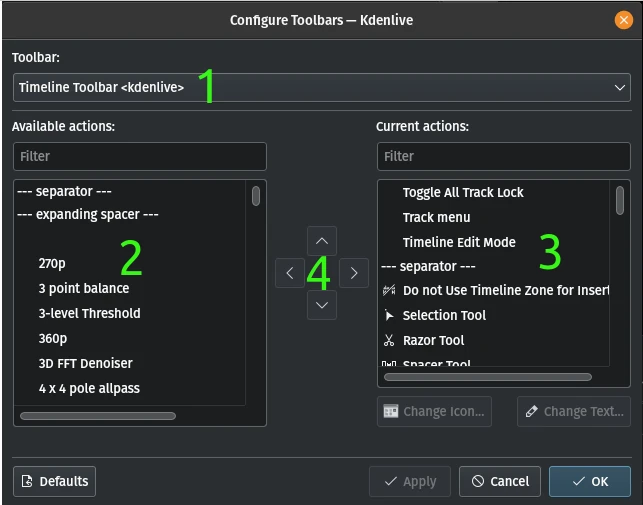 Configure Toolbars — Kdenlive
Toolbar:
Timeline Toolbar <kdenlive>
1
Available actions:
Filter
--- separator ---
--- expanding spacer ---
270p
3 point balance
3-level Threshold
360p
3D FFT Denoiser
4 x 4 pole allpass
2
4
Current actions:
Filter
Toggle All Track Lock
Track menu
Timeline Edit Mode
--- separator ---
Do not Use Timeline Zone for Insert
Selection Tool
Razor Tool
Spacer Tool
3
Change Icon...
Change Text...
Defaults
Apply
Cancel
OK